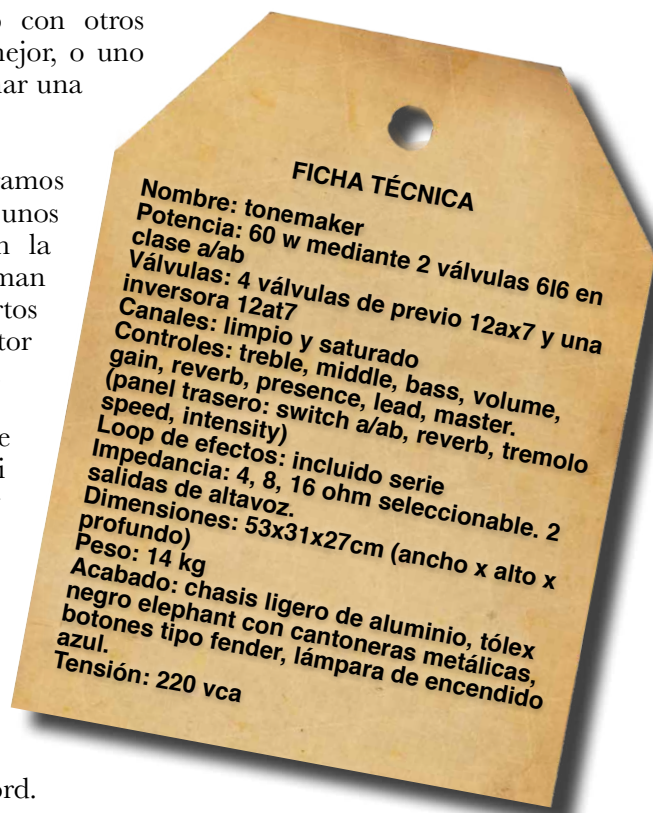 con otros
mejor, o uno
nar una
ramos
unos
n la
man
rtos
tor
e
i
ord.
FICHA TÉCNICA
Nombre: tonemaker
Potencia: 60 w mediante 2 válvulas 6l6 en
clase a/ab
Válvulas: 4 válvulas de previo 12ax7 y una
inversora 12at7
Canales: limpio y saturado
Controles: treble, middle, bass, volume,
gain, reverb, presence, lead, master.
(panel trasero: switch a/ab, reverb, tremolo
speed, intensity)
Loop de efectos: incluido serie
Impedancia: 4, 8, 16 ohm seleccionable. 2
salidas de altavoz.
Dimensiones: 53x31x27cm (ancho x alto x
profundo)
Peso: 14 kg
Acabado: chasis ligero de aluminio, tólex
negro elephant con cantoneras metálicas,
botones tipo fender, lámpara de encendido
azul.
Tensión: 220 vca